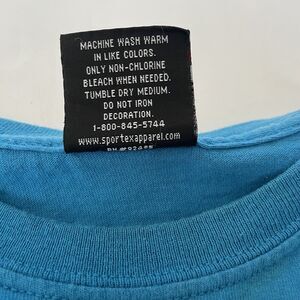 MACHINE WASH WARM
IN LIKE COLORS.
ONLY NON-CHLORINE
BLEACH WHEN NEEDED.
TUMBLE DRY MEDIUM.
DO NOT IRON
DECORATION.
1-800-845-5744
www.sportexapparel.com